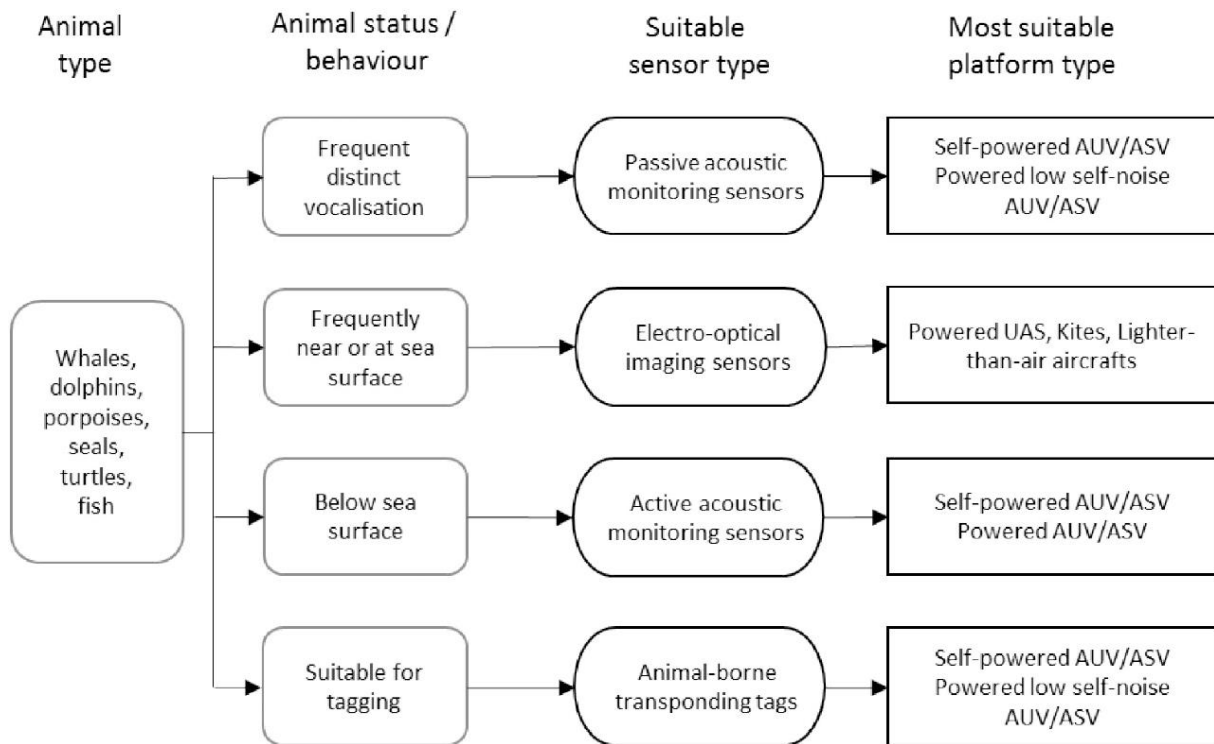 Animal
type
Animal status /
behaviour
Suitable
sensor type
Most suitable
platform type
Whales,
dolphins,
porpoises,
seals,
turtles,
fish
Frequent
distinct
vocalisation
Passive acoustic
monitoring sensors
Self-powered AUV/ASV
Powered low self-noise
AUV/ASV
Frequently
near or at sea
surface
Electro-optical
imaging sensors
Powered UAS, Kites, Lighter-
than-air aircrafts
Below sea
surface
Active acoustic
monitoring sensors
Self-powered AUV/ASV
Powered AUV/ASV
Suitable for
tagging
Animal-borne
transponding tags
Self-powered AUV/ASV
Powered low self-noise
AUV/ASV